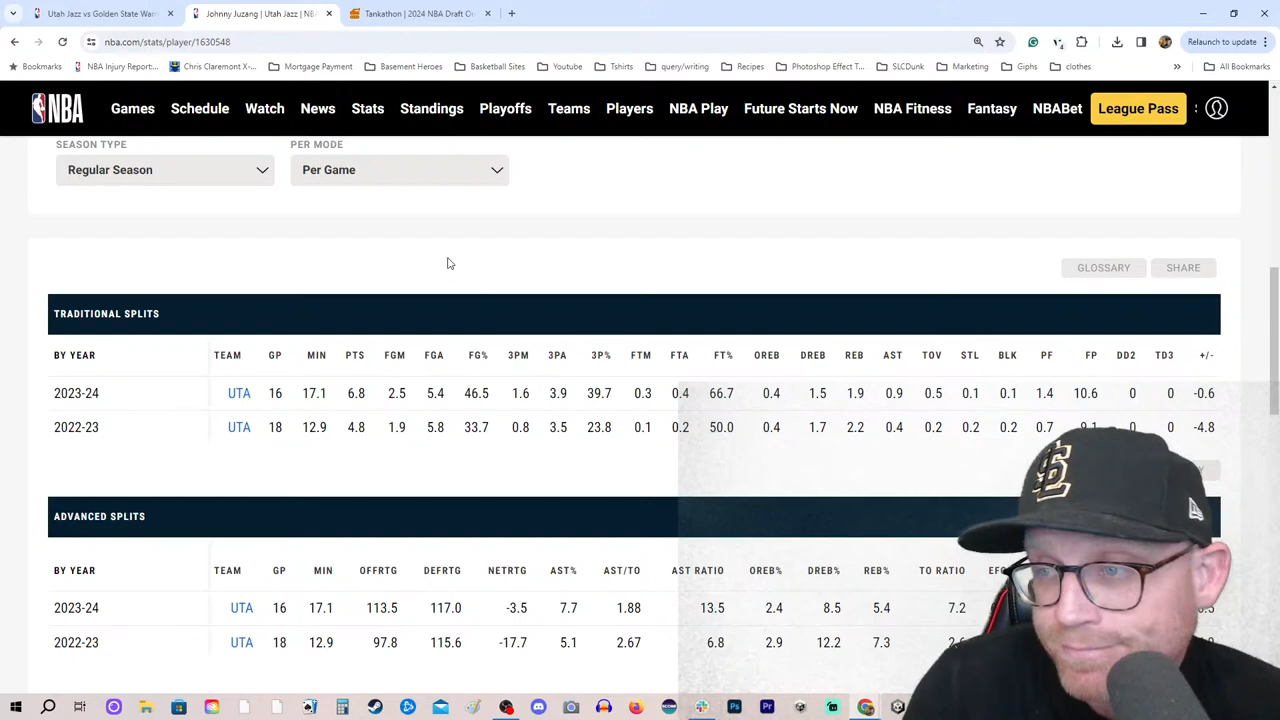 Utah Jazz vs Golden State War
Johnny Juzang | Utah Jazz | NBA
Tankathon | 2024 NBA Draft O
nba.com/stats/player/1630548
Relaunch to update
Bookmarks NBA Injury Report:... Chris Claremont X-... Mortgage Payment Basement Heroes Basketball Sites Youtube Tshirts query/writing Recipes Photoshop Effect T... SLCDunk Marketing Giphs clothes » All Bookmarks
NBA Games Schedule Watch News Stats Standings Playoffs Teams Players NBA Play Future Starts Now NBA Fitness Fantasy NBABet League Pass
SEASON TYPE PER MODE
Regular Season Per Game
GLOSSARY SHARE
TRADITIONAL SPLITS
BY YEAR TEAM GP MIN PTS FGM FGA FG% 3PM 3PA 3P% FTM FTA FT% OREB DREB REB AST TOV STL BLK PF FP DD2 TD3 +/-
2023-24 UTA 16 17.1 6.8 2.5 5.4 46.5 1.6 3.9 39.7 0.3 0.4 66.7 0.4 1.5 1.9 0.9 0.5 0.1 0.1 1.4 10.6 0 0 -0.6
2022-23 UTA 18 12.9 4.8 1.9 5.8 33.7 0.8 3.5 23.8 0.1 0.2 50.0 0.4 1.7 2.2 0.4 0.2 0.2 0.2 0.7 9.1 0 0 -4.8
ADVANCED SPLITS
BY YEAR TEAM GP MIN OFFRTG DEFRTG NETRTG AST% AST/TO AST RATIO OREB% DREB% REB% TO RATIO
2023-24 UTA 16 17.1 113.5 117.0 -3.5 7.7 1.88 13.5 2.4 8.5 5.4 7.2
2022-23 UTA 18 12.9 97.8 115.6 -17.7 5.1 2.67 6.8 2.9 12.2 7.3